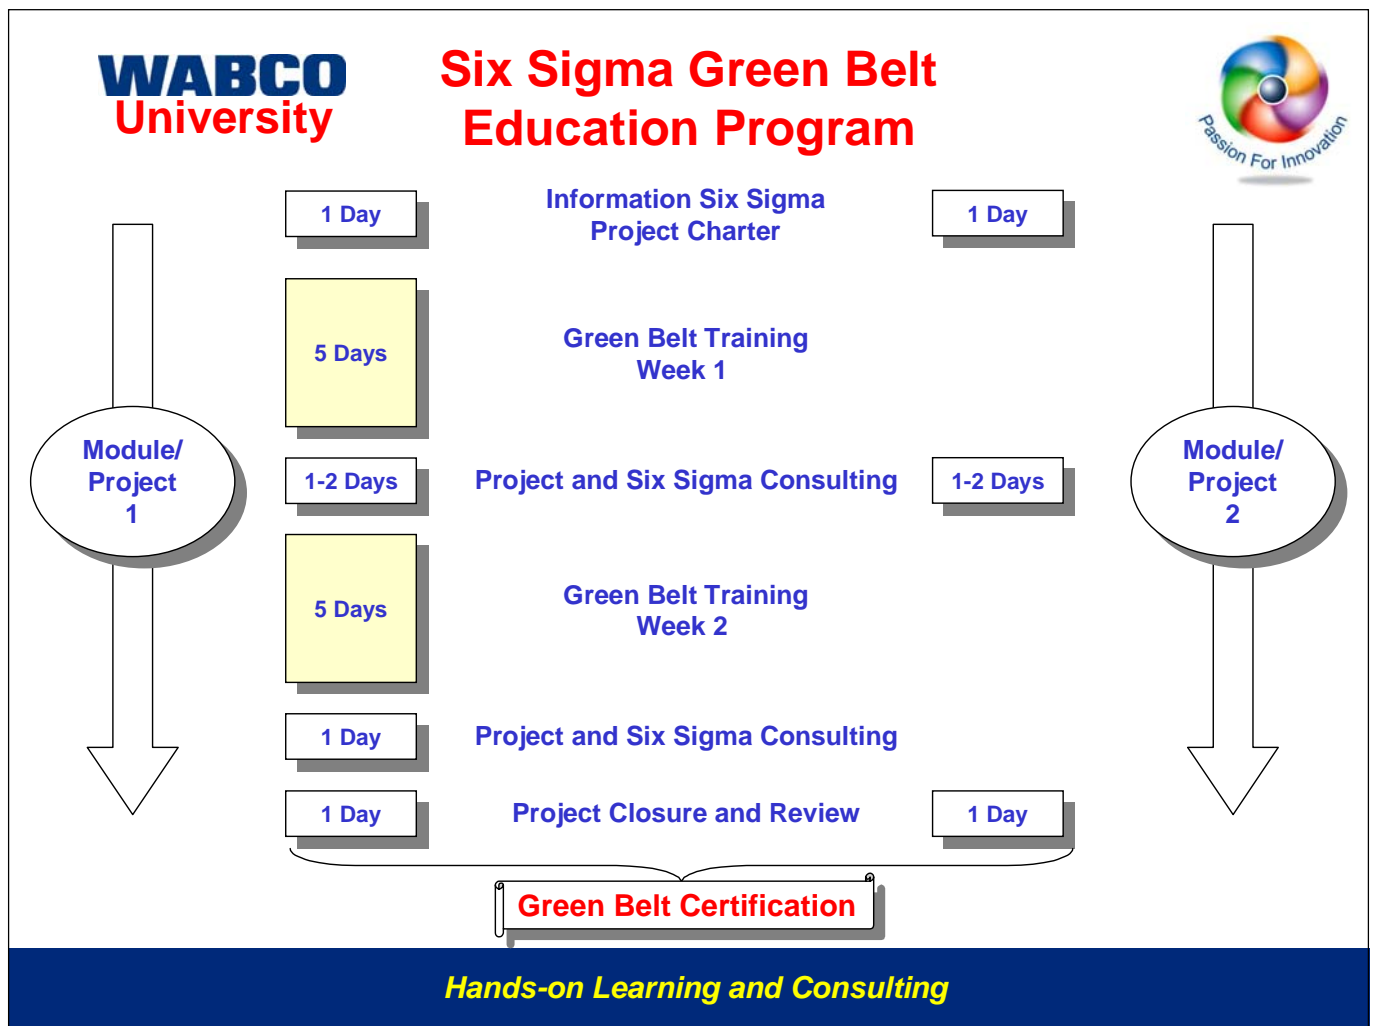 WABCO
University
Six Sigma Green Belt
Education Program
Passion For Innovation
1 Day
Information Six Sigma
Project Charter
1 Day
5 Days
Green Belt Training
Week 1
Module/
Project
1
1-2 Days
Project and Six Sigma Consulting
1-2 Days
Module/
Project
2
5 Days
Green Belt Training
Week 2
1 Day
Project and Six Sigma Consulting
1 Day
Project Closure and Review
1 Day
Green Belt Certification
Hands-on Learning and Consulting